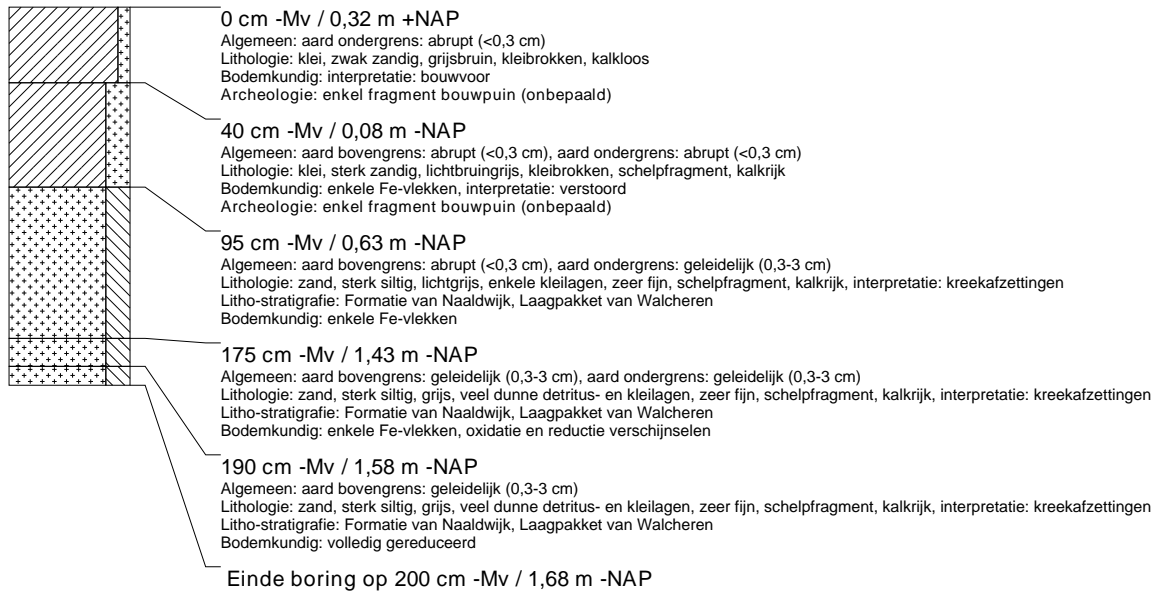 0 cm -Mv / 0,32 m +NAP
Algemeen: aard ondergrens: abrupt (<0,3 cm)
Lithologie: klei, zwak zandig, grijsbruin, kleibrokken, kalkloos
Bodemkundig: interpretatie: bouwvoor
Archeologie: enkel fragment bouwpuin (onbepaald)
40 cm -Mv / 0,08 m -NAP
Algemeen: aard bovengrens: abrupt (<0,3 cm), aard ondergrens: abrupt (<0,3 cm)
Lithologie: klei, sterk zandig, lichtbruingrijs, kleibrokken, schelpfragment, kalkrijk
Bodemkundig: enkele Fe-vlekken, interpretatie: verstoord
Archeologie: enkel fragment bouwpuin (onbepaald)
95 cm -Mv / 0,63 m -NAP
Algemeen: aard bovengrens: abrupt (<0,3 cm), aard ondergrens: geleidelijk (0,3-3 cm)
Lithologie: zand, sterk siltig, lichtgrijs, enkele kleilagen, zeer fijn, schelpfragment, kalkrijk, interpretatie: kreekafzettingen
Litho-stratigrafie: Formatie van Naaldwijk, Laagpakket van Walcheren
Bodemkundig: enkele Fe-vlekken
175 cm -Mv / 1,43 m -NAP
Algemeen: aard bovengrens: geleidelijk (0,3-3 cm), aard ondergrens: geleidelijk (0,3-3 cm)
Lithologie: zand, sterk siltig, grijs, veel dunne detritus- en kleilagen, zeer fijn, schelpfragment, kalkrijk, interpretatie: kreekafzettingen
Litho-stratigrafie: Formatie van Naaldwijk, Laagpakket van Walcheren
Bodemkundig: enkele Fe-vlekken, oxidatie en reductie verschijnselen
190 cm -Mv / 1,58 m -NAP
Algemeen: aard bovengrens: geleidelijk (0,3-3 cm)
Lithologie: zand, sterk siltig, grijs, veel dunne detritus- en kleilagen, zeer fijn, schelpfragment, kalkrijk, interpretatie: kreekafzettingen
Litho-stratigrafie: Formatie van Naaldwijk, Laagpakket van Walcheren
Bodemkundig: volledig gereduceerd
Einde boring op 200 cm -Mv / 1,68 m -NAP